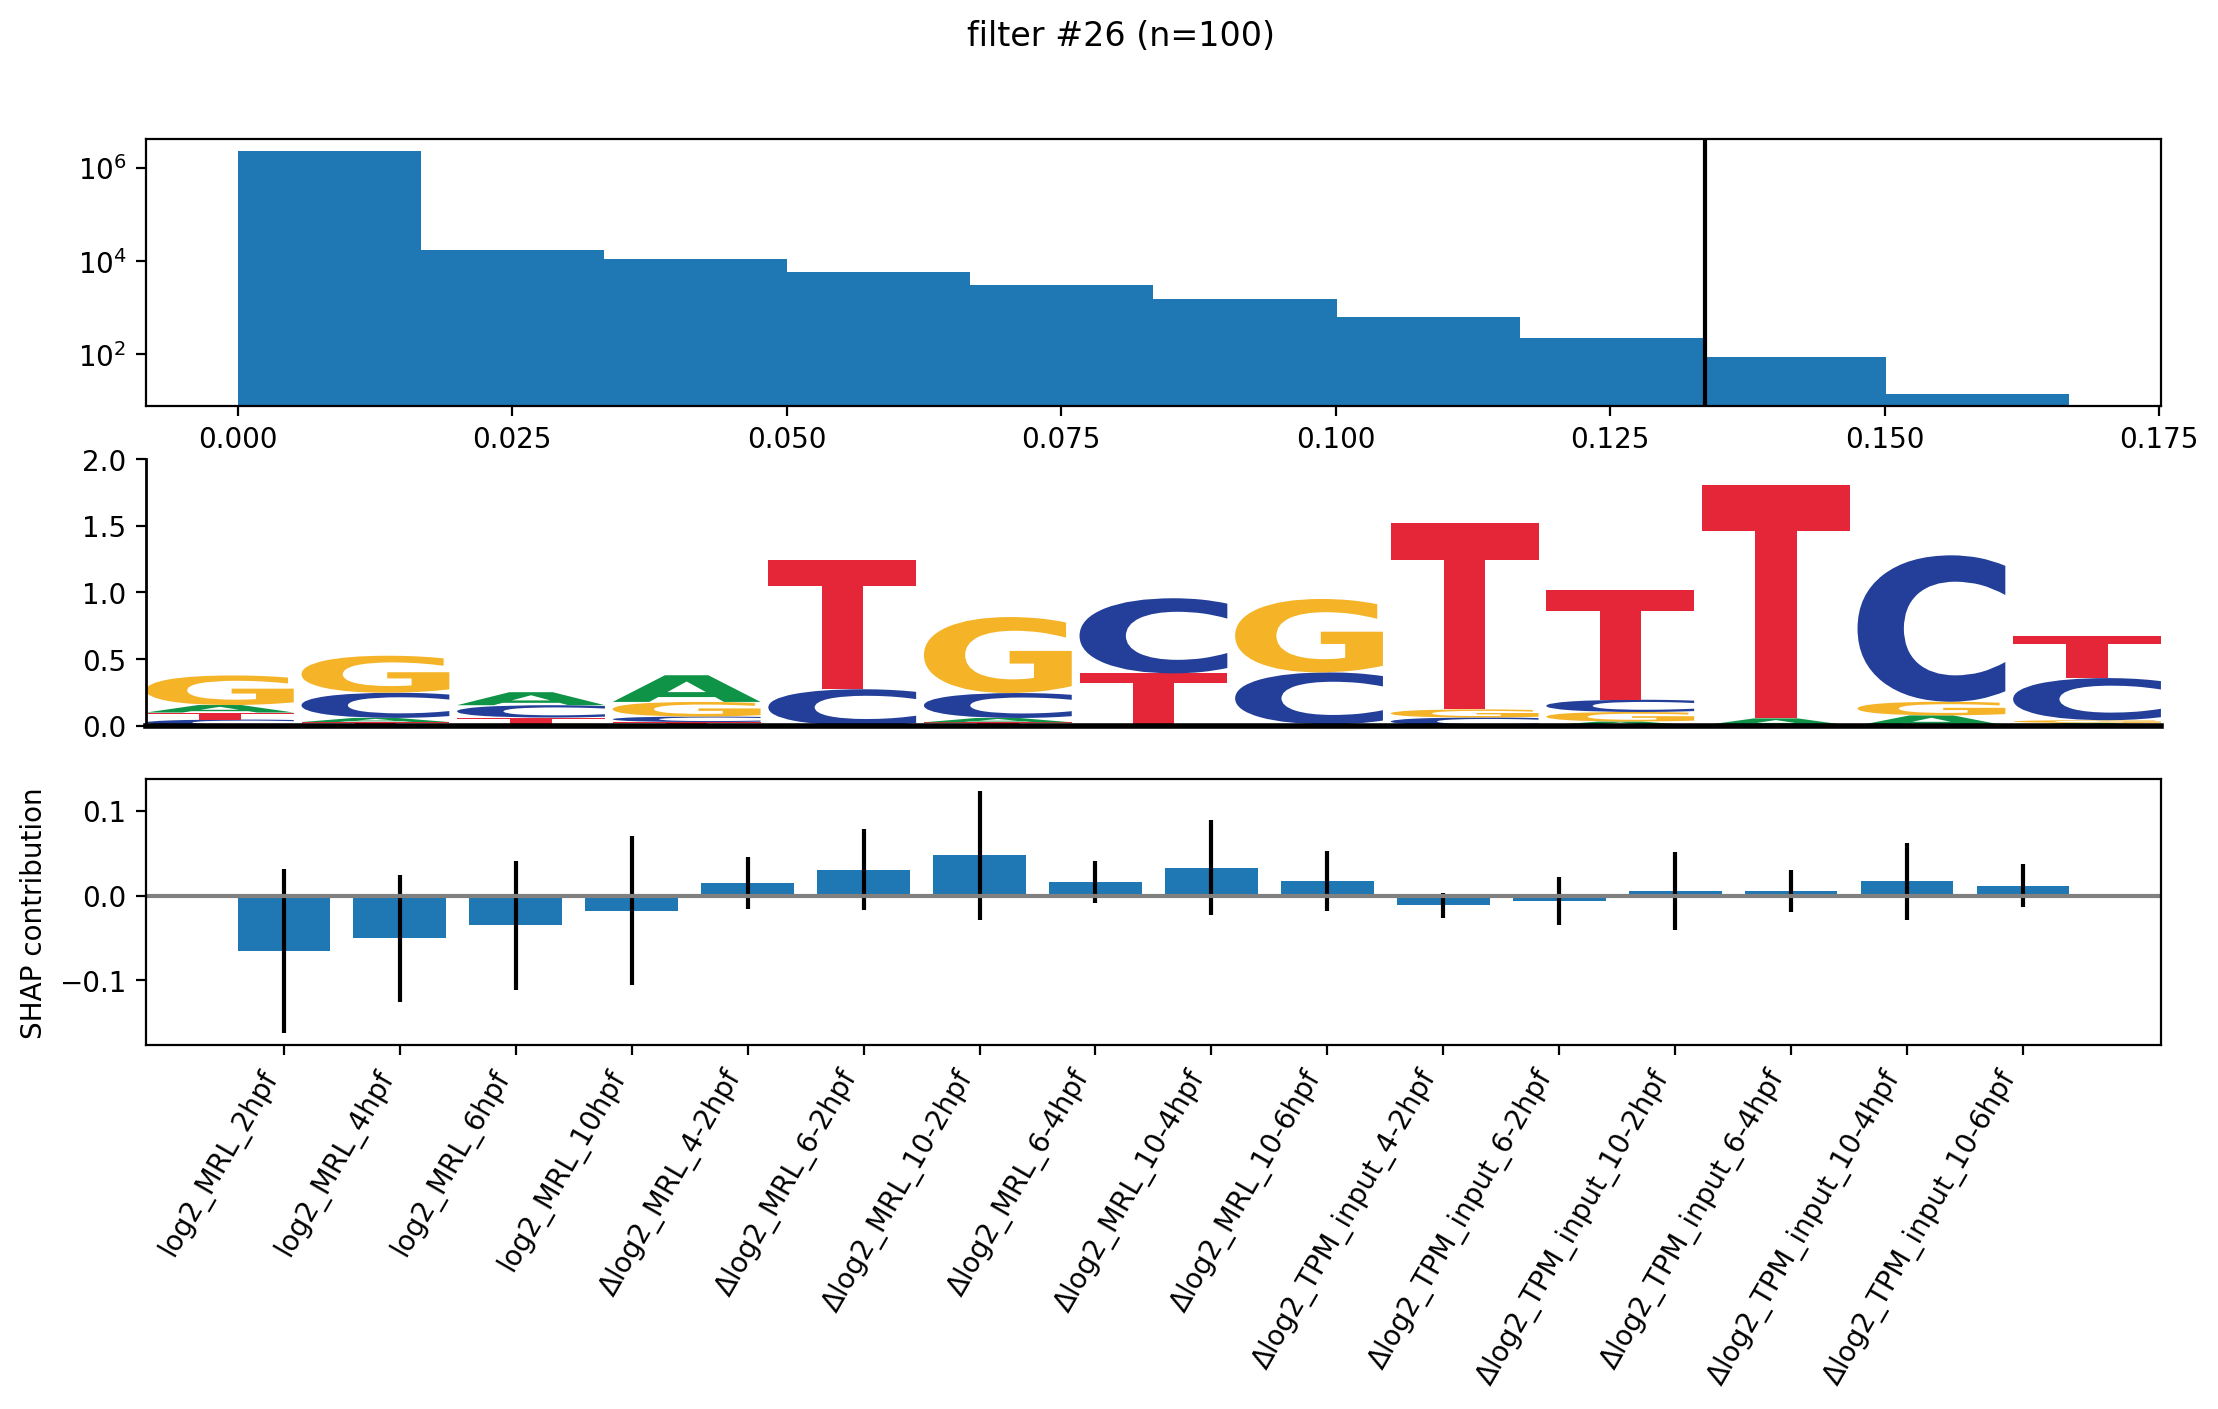 filter #26 (n=100)
10^6
10^4
10^2
0.000 0.025 0.050 0.075 0.100 0.125 0.150 0.175
2.0
1.5
1.0
0.5
0.0
SHAP contribution
0.1
0.0
−0.1
log2_MRL_2hpf
log2_MRL_4hpf
log2_MRL_6hpf
log2_MRL_10hpf
Δlog2_MRL_4-2hpf
Δlog2_MRL_6-2hpf
Δlog2_MRL_10-2hpf
Δlog2_MRL_6-4hpf
Δlog2_MRL_10-4hpf
Δlog2_MRL_10-6hpf
Δlog2_TPM_input_4-2hpf
Δlog2_TPM_input_6-2hpf
Δlog2_TPM_input_10-2hpf
Δlog2_TPM_input_6-4hpf
Δlog2_TPM_input_10-4hpf
Δlog2_TPM_input_10-6hpf